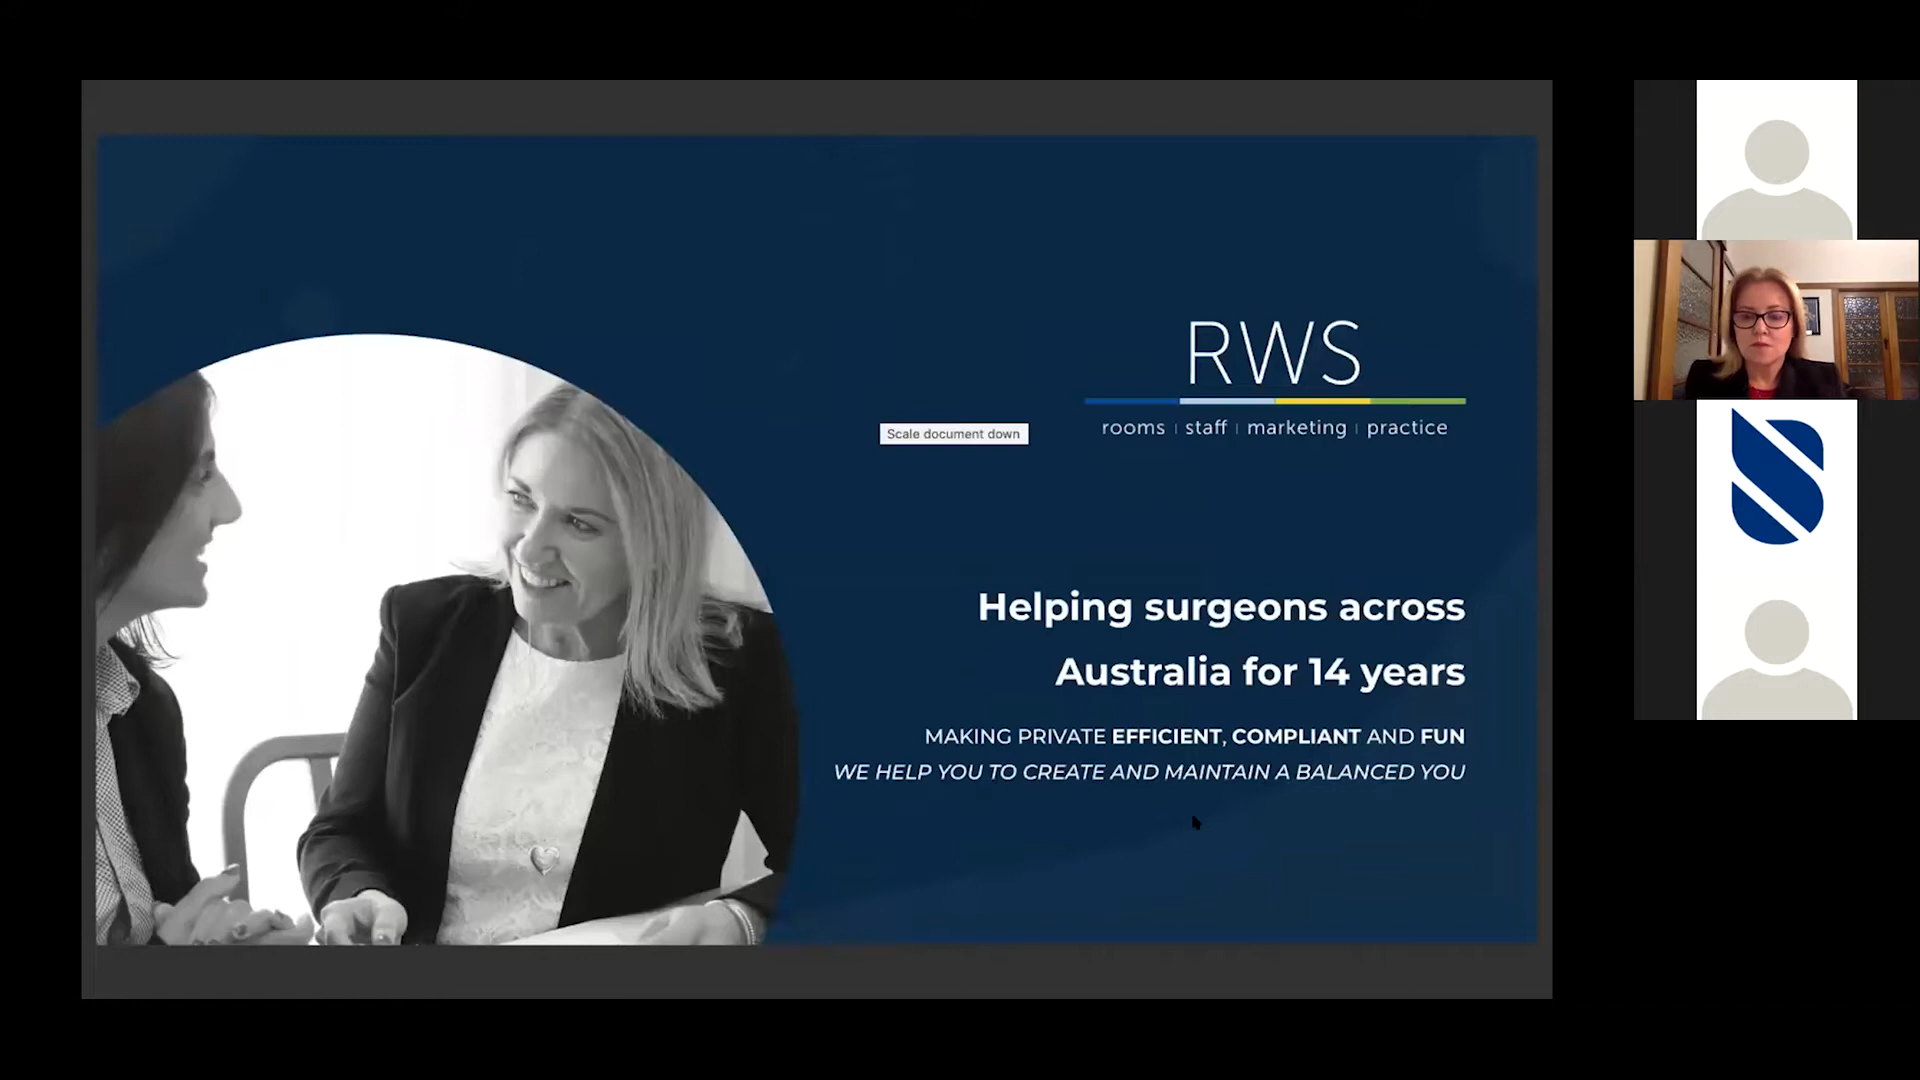 RWS
rooms | staff | marketing | practice
Scale document down
Helping surgeons across
Australia for 14 years
MAKING PRIVATE EFFICIENT, COMPLIANT AND FUN
WE HELP YOU TO CREATE AND MAINTAIN A BALANCED YOU